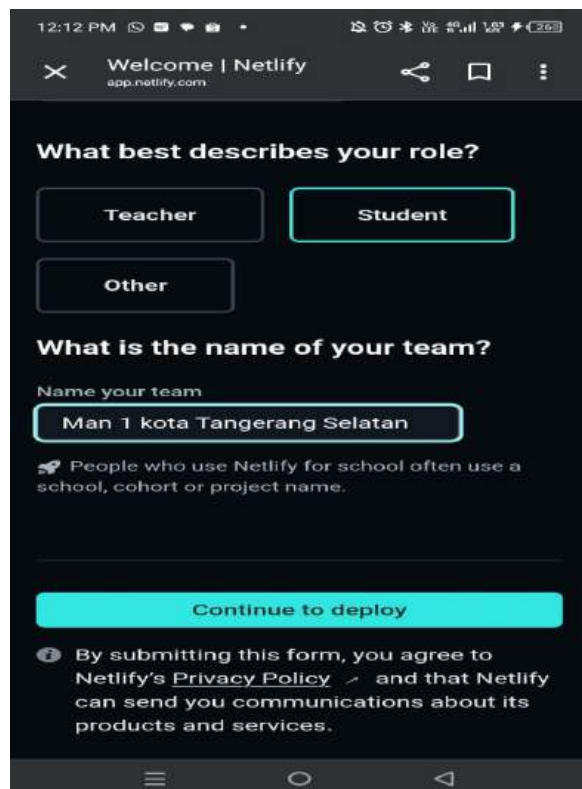 12:12 PM
Welcome | Netlify
app.netlify.com
What best describes your role?
Teacher
Student
Other
What is the name of your team?
Name your team
Man 1 kota Tangerang Selatan
People who use Netlify for school often use a
school, cohort or project name.
Continue to deploy
By submitting this form, you agree to
Netlify's Privacy Policy and that Netlify
can send you communications about its
products and services.